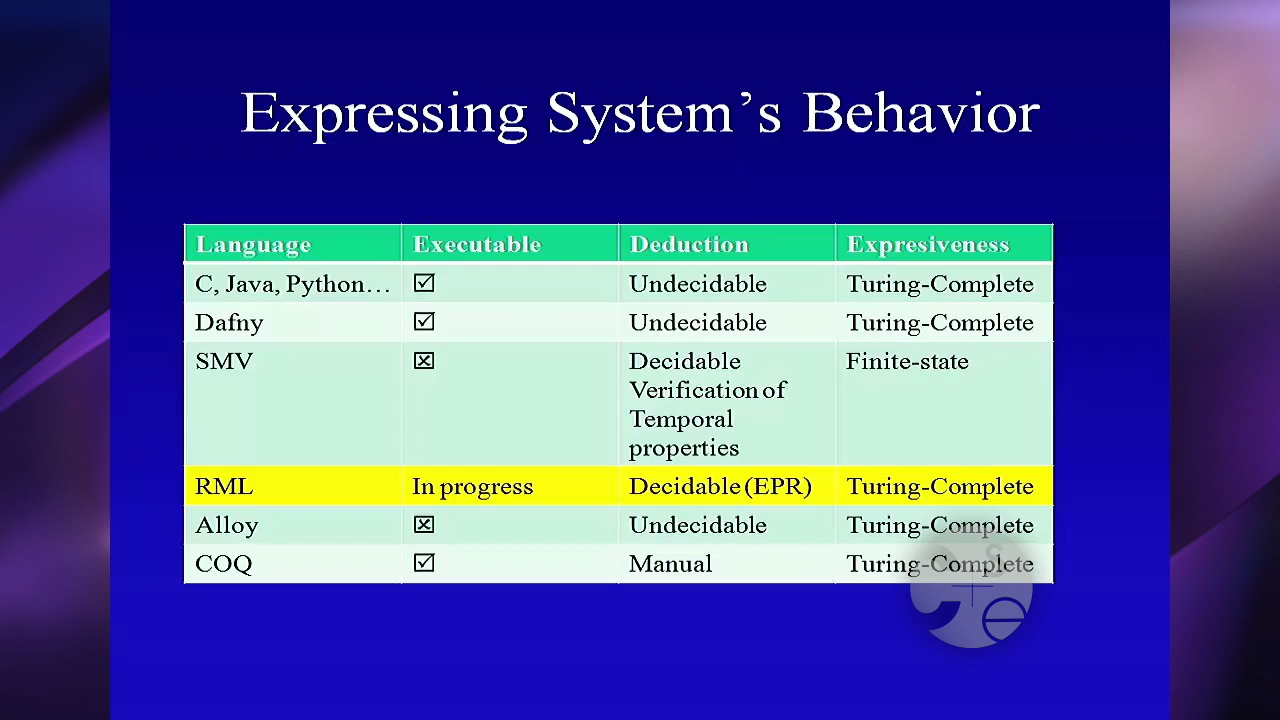 Expressing System’s Behavior
Language Executable Deduction Expresiveness
C, Java, Python… ☑ Undecidable Turing-Complete
Dafny ☑ Undecidable Turing-Complete
SMV ☒ Decidable Finite-state
Verification of
Temporal
properties
RML In progress Decidable (EPR) Turing-Complete
Alloy ☒ Undecidable Turing-Complete
COQ ☑ Manual Turing-Complete